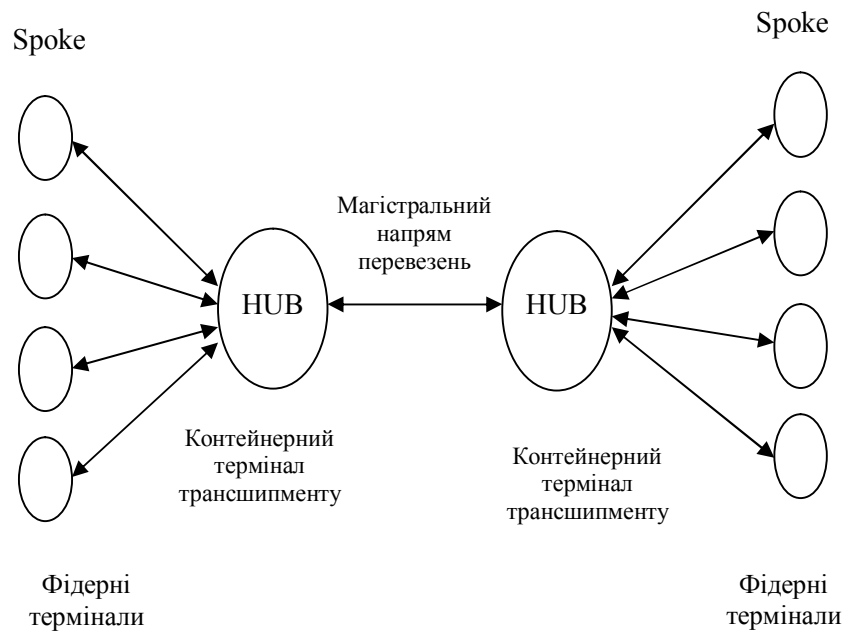 Spoke
Spoke
Магістральний
напрям
перевезень
HUB
HUB
Контейнерний
термінал
трансшипменту
Контейнерний
термінал
трансшипменту
Фідерні
термінали
Фідерні
термінали